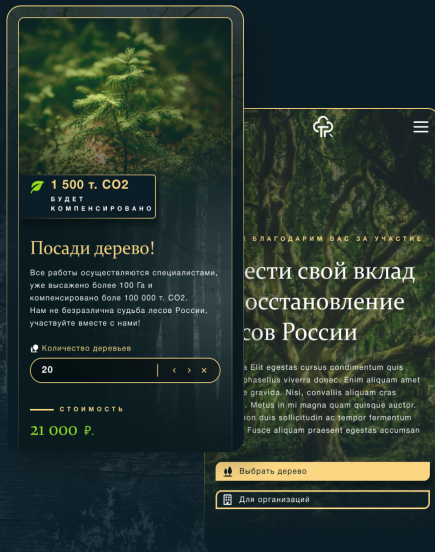 1 500 т. CO2
БУДЕТ
КОМПЕНСИРОВАНО
Посади дерево!
Все работы осуществляются специалистами,
уже высажено более 100 Га и
компенсировано боле 100 000 т. CO2.
Нам не безразлична судьба лесов России,
участвуйте вместе с нами!
Количество деревьев
20
СТОИМОСТЬ
21 000 ₽.
En
БЛАГОДАРИМ ВАС ЗА УЧАСТИЕ
ести свой вклад
осстановление
сов России
Elit egestas cursus condimentum quis
phasellus viverra donec. Enim aliquam amet
e gravida. Nisi, convallis aliquam cras
. Metus in mi magna quam quisque auctor.
non duis sollicitudin ac tempor fermentum
Fusce aliquam praesent egestas accumsan
Выбрать дерево
Для организаций